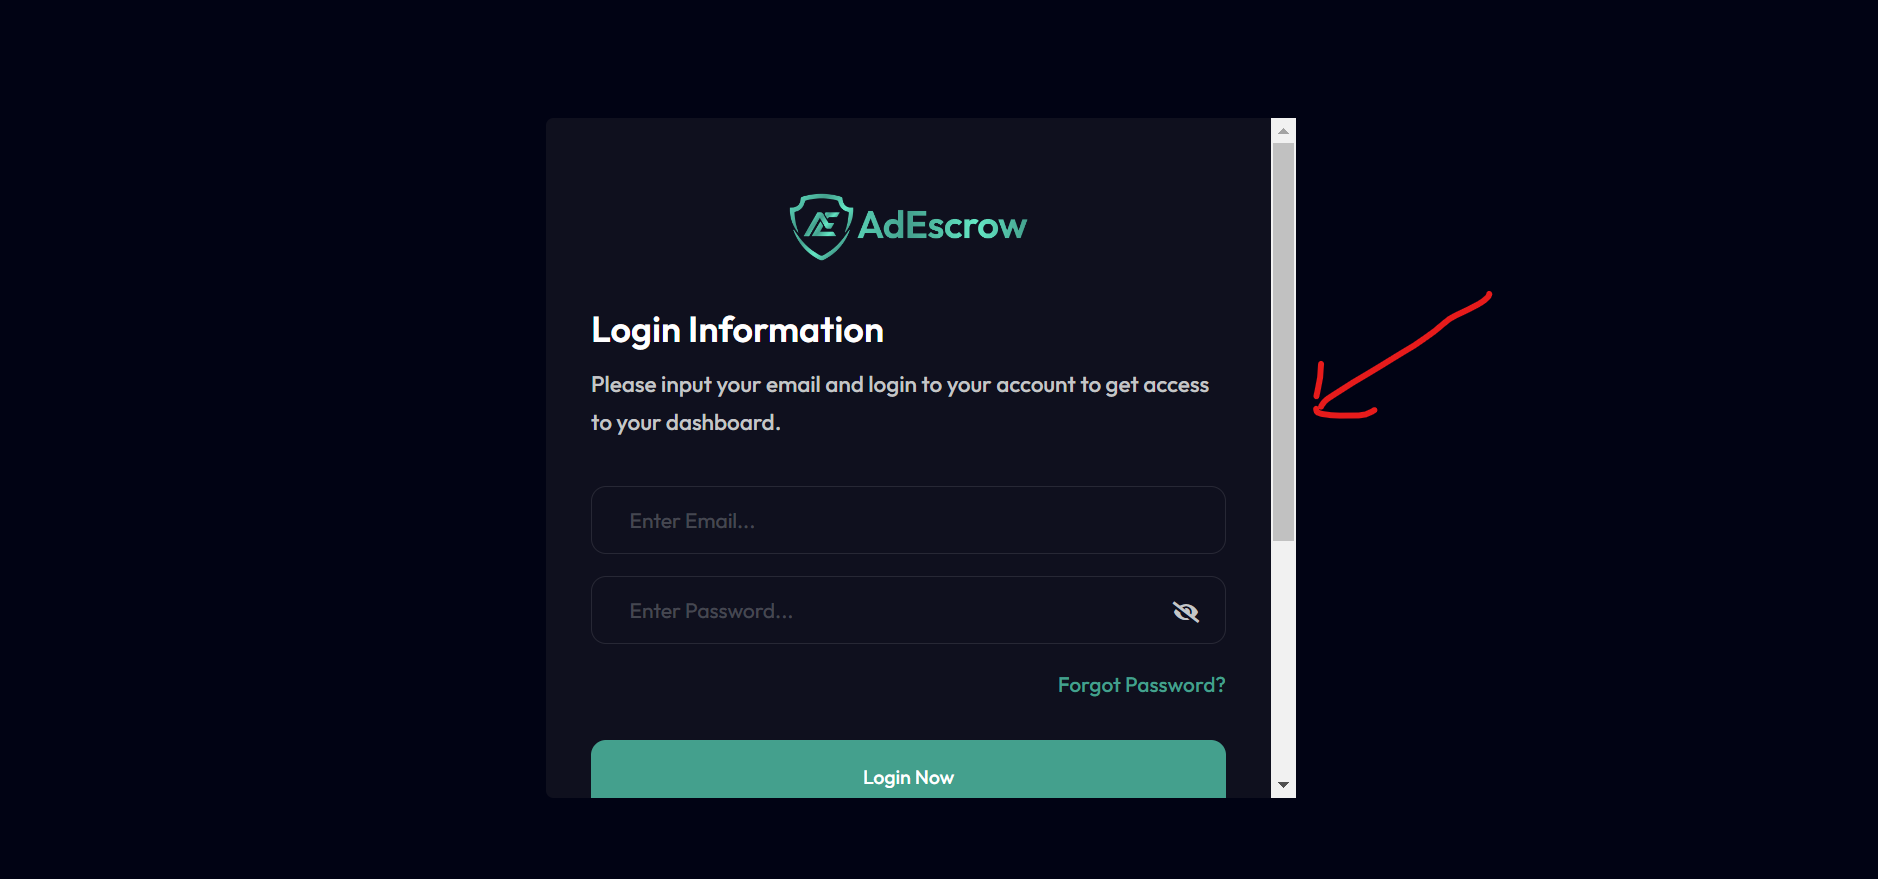 AE AdEscrow
Login Information
Please input your email and login to your account to get access
to your dashboard.
Enter Email...
Enter Password...
Forgot Password?
Login Now